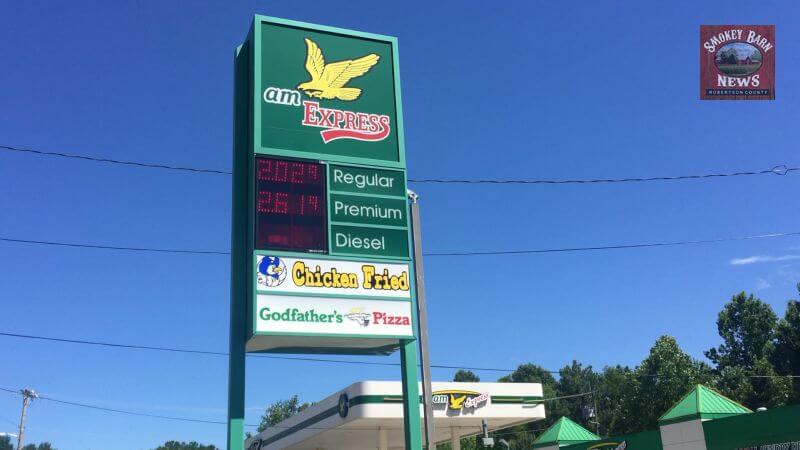 SMOKEY BARN
NEWS
ROBERTSON COUNTY
am
EXPRESS
2.02⁹ Regular
2.61⁹ Premium
Diesel
Chicken Fried
Godfather's Pizza
am Express